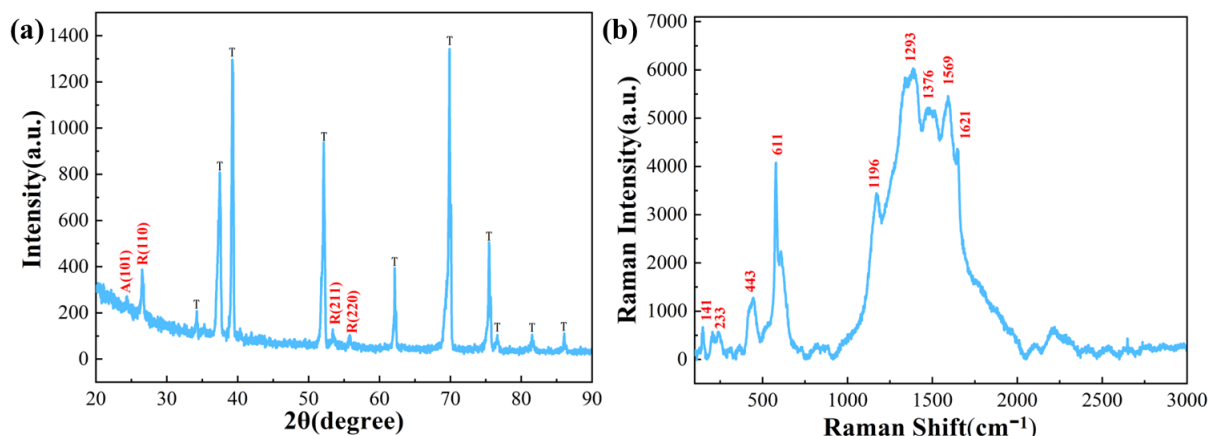 (a)
Intensity(a.u.)
1400
1200
1000
800
600
400
200
0
A(101)
R(110)
T
T
T
T
R(211)
R(220)
T
T
T
T
T
T
20
30
40
50
60
70
80
90
2θ(degree)
(b)
Raman Intensity(a.u.)
7000
6000
5000
4000
3000
2000
1000
0
141
233
443
611
1196
1293
1376
1569
1621
500
1000
1500
2000
2500
3000
Raman Shift(cm⁻¹)